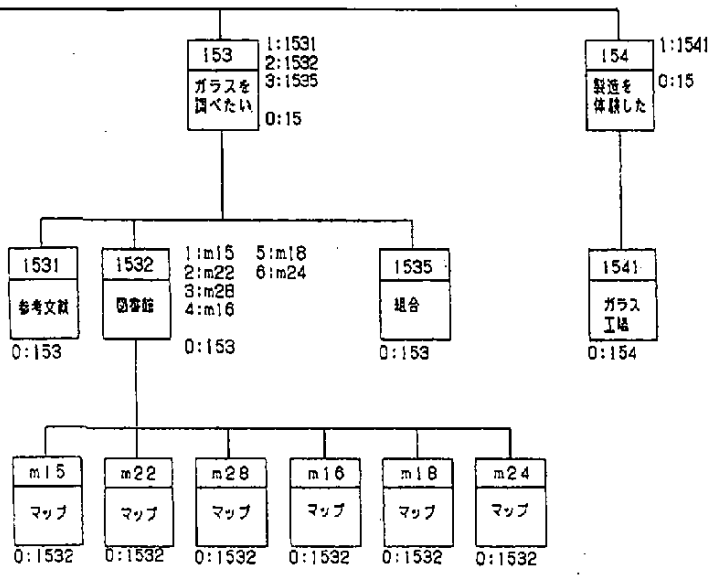 153
1:1531
2:1532
3:1535
ガラスを
調べたい
0:15
154
1:1541
製造を
体験した
0:15
1531
参考文献
0:153
1532
図書館
1:m15 5:m18
2:m22 6:m24
3:m28
4:m16
0:153
1535
組合
0:153
1541
ガラス
工場
0:154
m15
マップ
0:1532
m22
マップ
0:1532
m28
マップ
0:1532
m16
マップ
0:1532
m18
マップ
0:1532
m24
マップ
0:1532